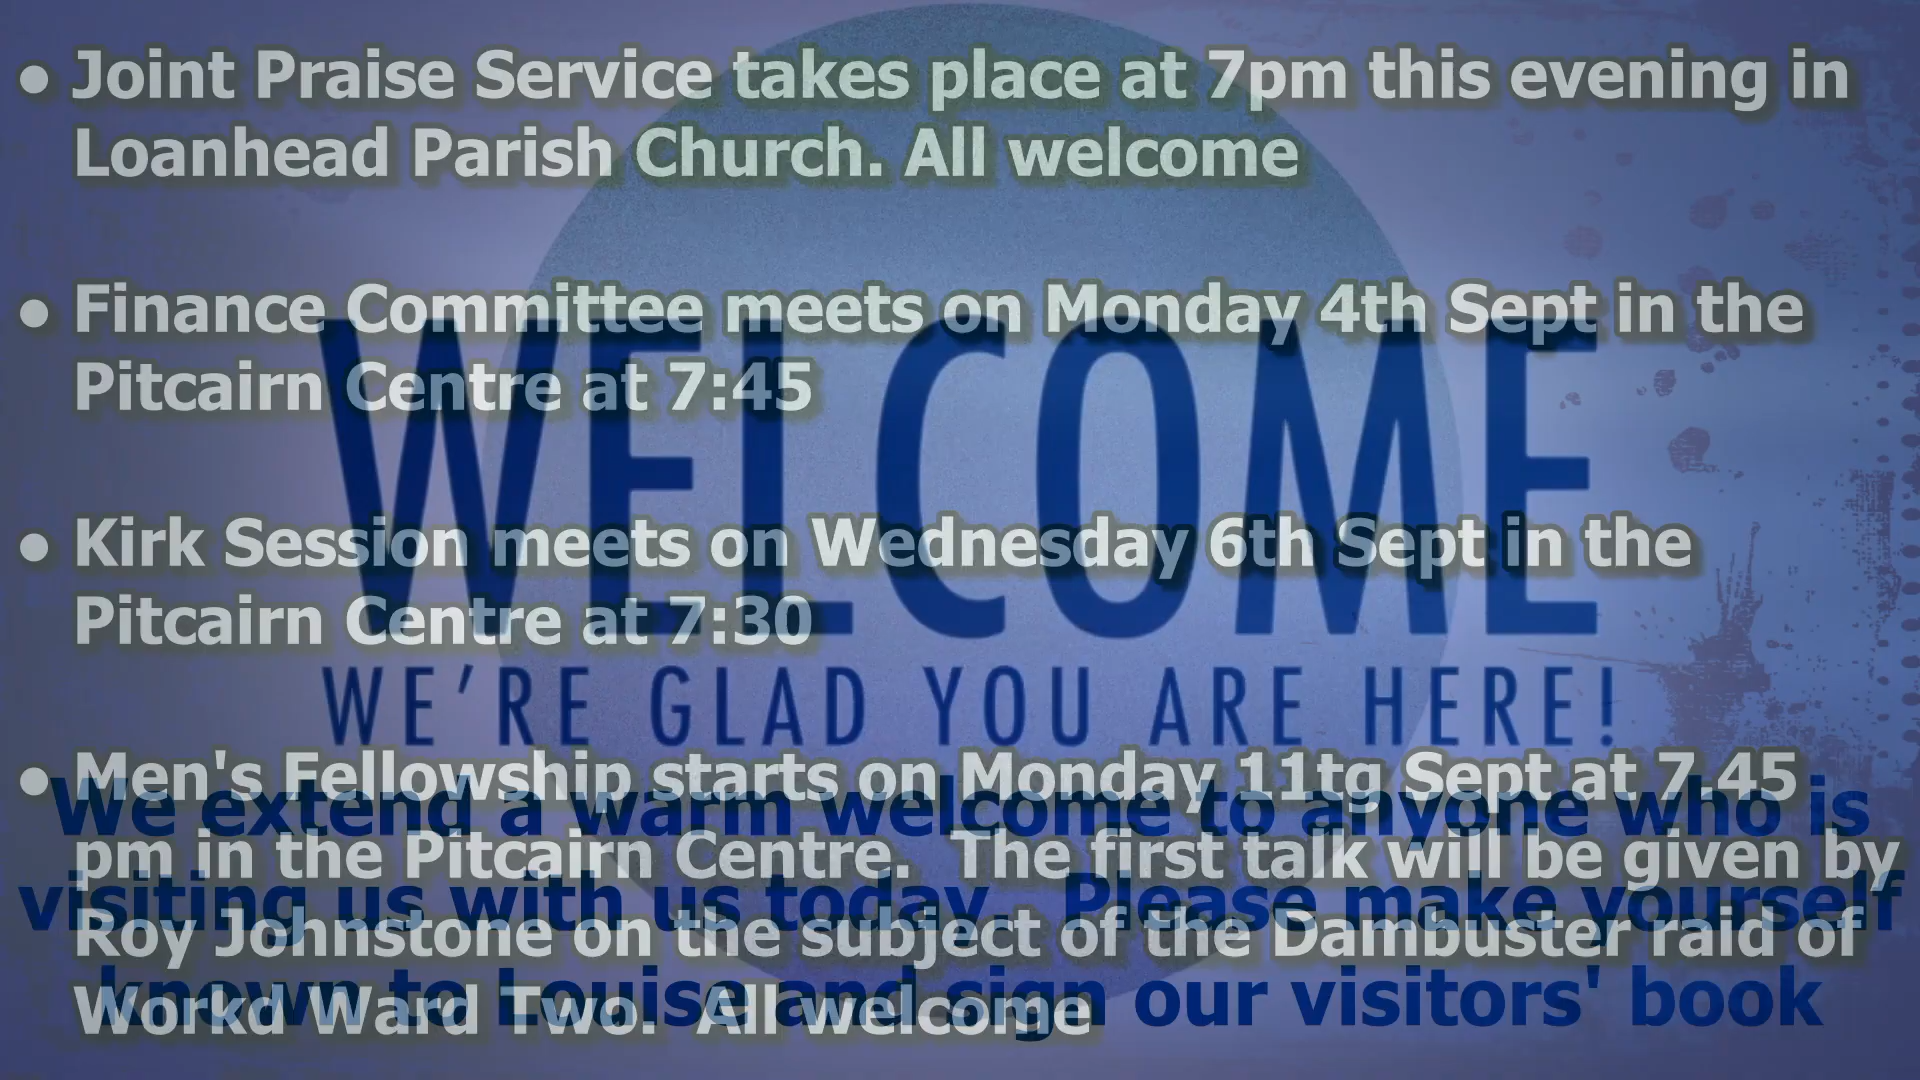 • Joint Praise Service takes place at 7pm this evening in
Loanhead Parish Church. All welcome
• Finance Committee meets on Monday 4th Sept in the
Pitcairn Centre at 7:45
• Kirk Session meets on Wednesday 6th Sept in the
Pitcairn Centre at 7:30
• Men's Fellowship starts on Monday 11tg Sept at 7.45
pm in the Pitcairn Centre.  The first talk will be given by
Roy Johnstone on the subject of the Dambuster raid of
Workd Ward Two.  All welcome
WELCOME
WE'RE GLAD YOU ARE HERE!
We extend a warm welcome to anyone who is
visiting us with us today.  Please make yourself
known to Louise and sign our visitors' book